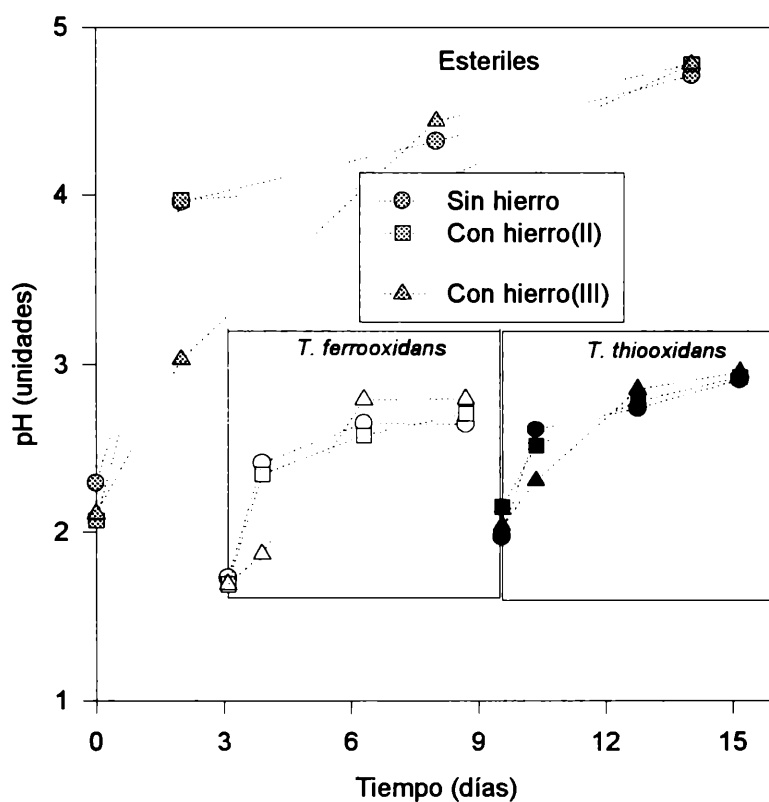 5
Esteriles
4
Sin hierro
Con hierro(II)
Con hierro(III)
pH (unidades)
3
T. ferrooxidans
T. thiooxidans
2
1
0 3 6 9 12 15
Tiempo (días)